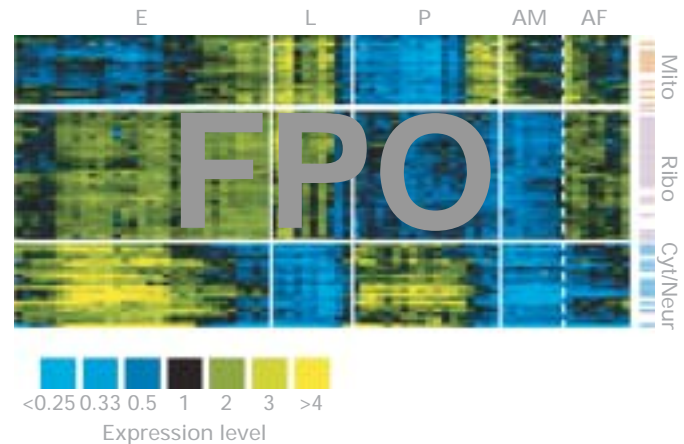 E L P AM AF
Mito
Ribo
Cyt/Neur
FPO
<0.25 0.33 0.5 1 2 3 >4
Expression level